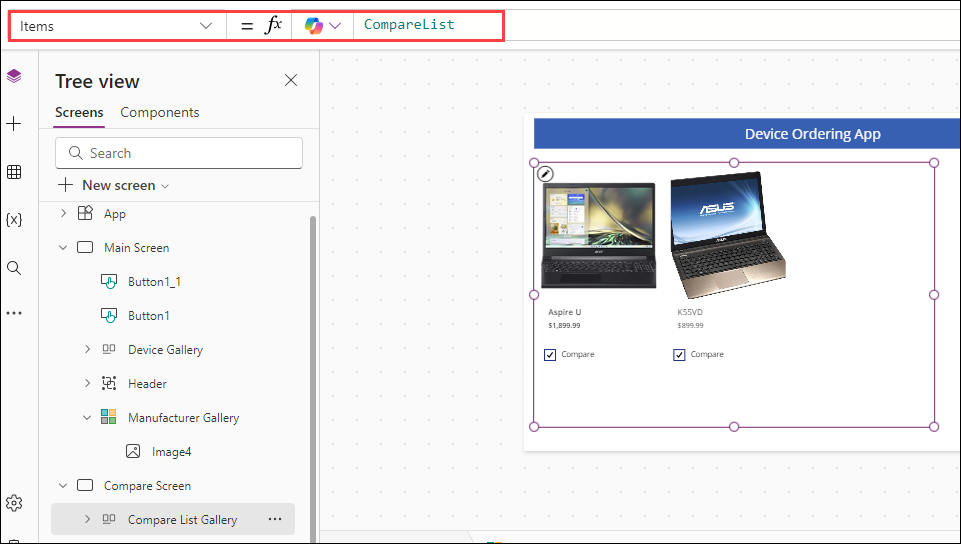 Items
= fx
CompareList
Tree view
Screens
Components
Search
New screen
App
Main Screen
Button1_1
Button1
Device Gallery
Header
Manufacturer Gallery
Image4
Compare Screen
Compare List Gallery
{x}
Device Ordering App
ASUS
Aspire U
$1,899.99
Compare
K55VD
$899.99
Compare